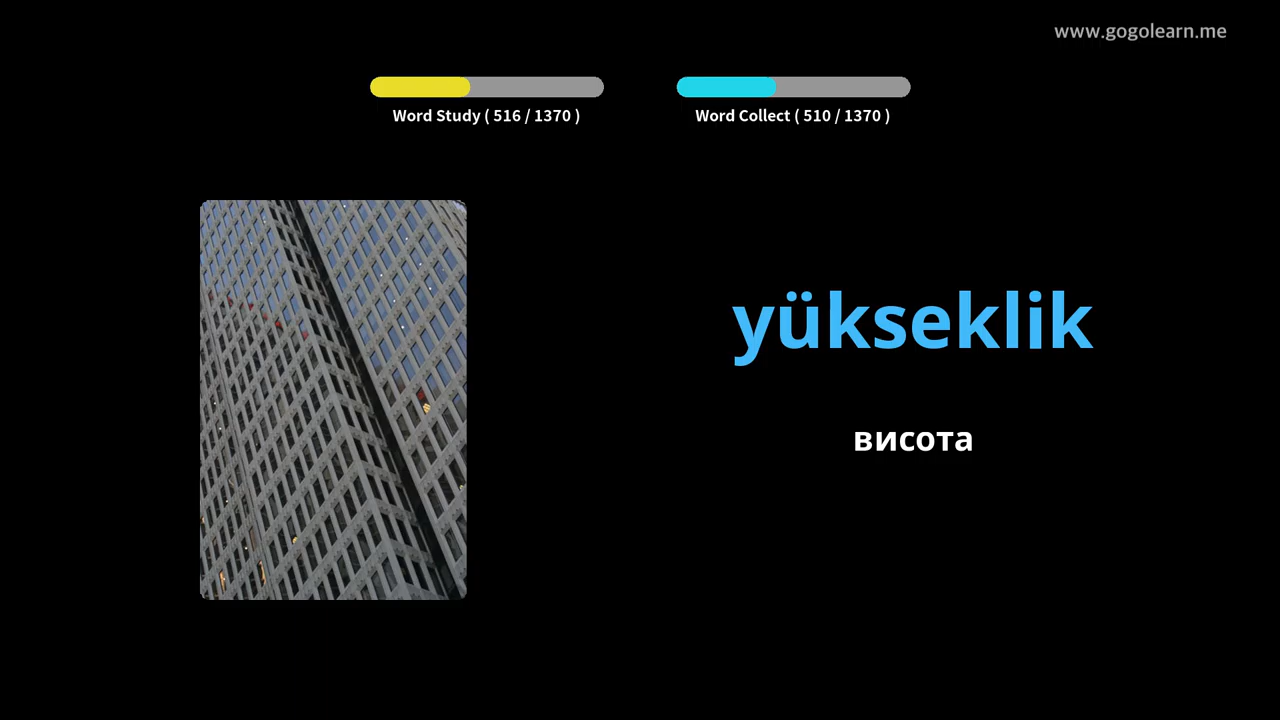 www.gogolearn.me
Word Study ( 516 / 1370 )
Word Collect ( 510 / 1370 )
yükseklik
висота